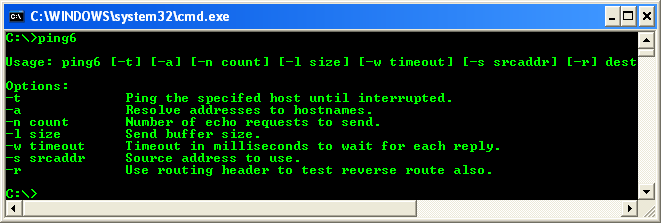 C:\WINDOWS\system32\cmd.exe
C:\>ping6
Usage: ping6 [-t] [-a] [-n count] [-l size] [-w timeout] [-s srcaddr] [-r] dest
Options:
-t Ping the specifed host until interrupted.
-a Resolve addresses to hostnames.
-n count Number of echo requests to send.
-l size Send buffer size.
-w timeout Timeout in milliseconds to wait for each reply.
-s srcaddr Source address to use.
-r Use routing header to test reverse route also.
C:\>